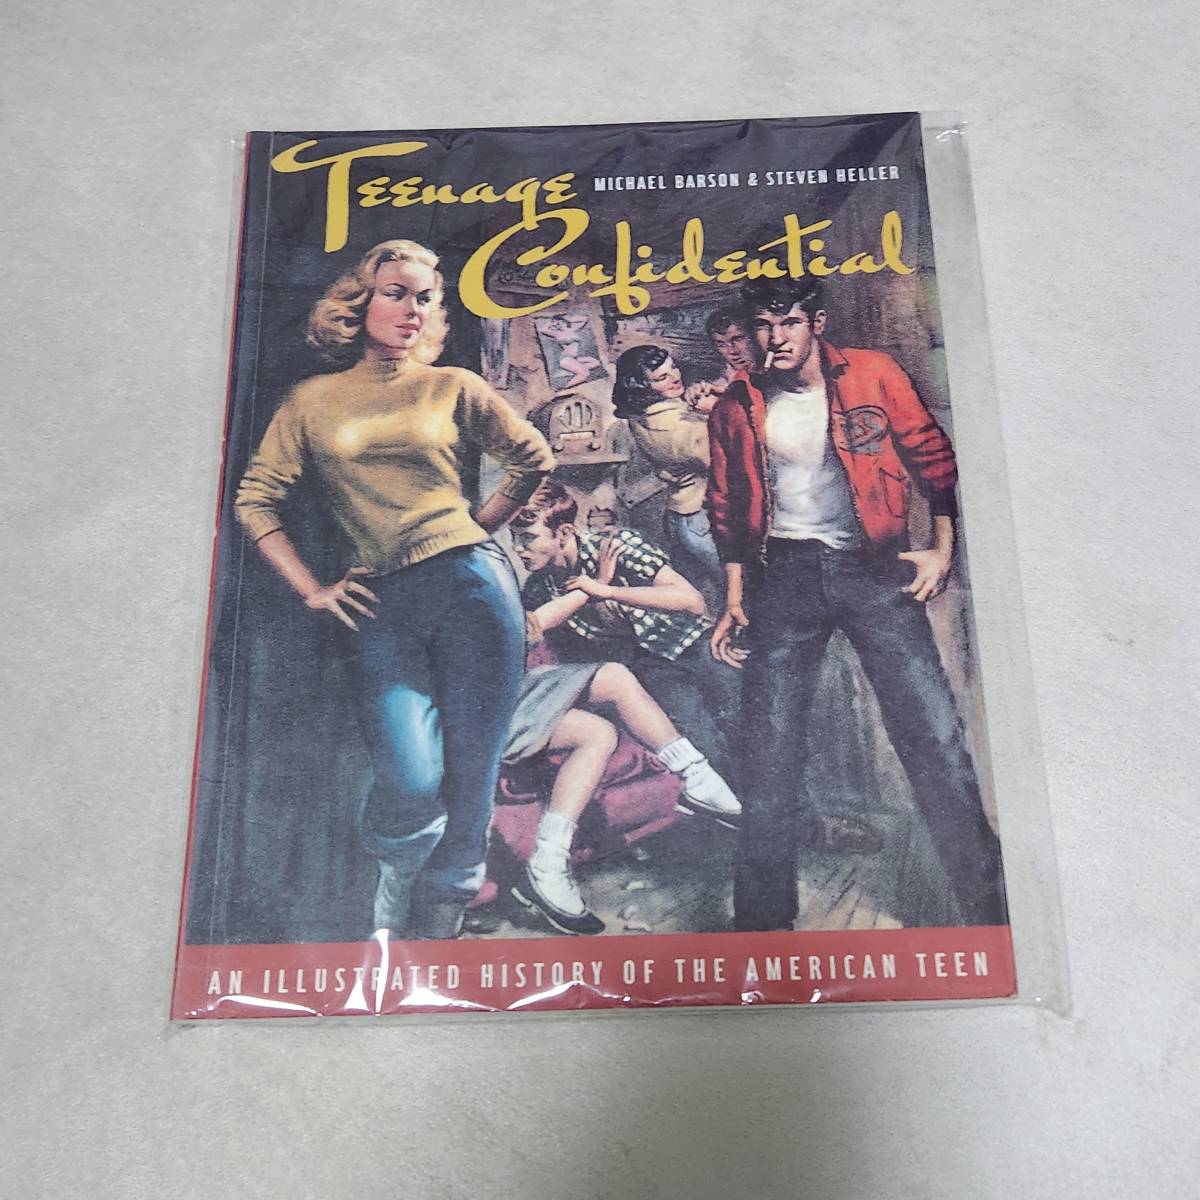 Teenage
MICHAEL BARSON & STEVEN HELLER
Confidential
AN ILLUSTRATED HISTORY OF THE AMERICAN TEEN